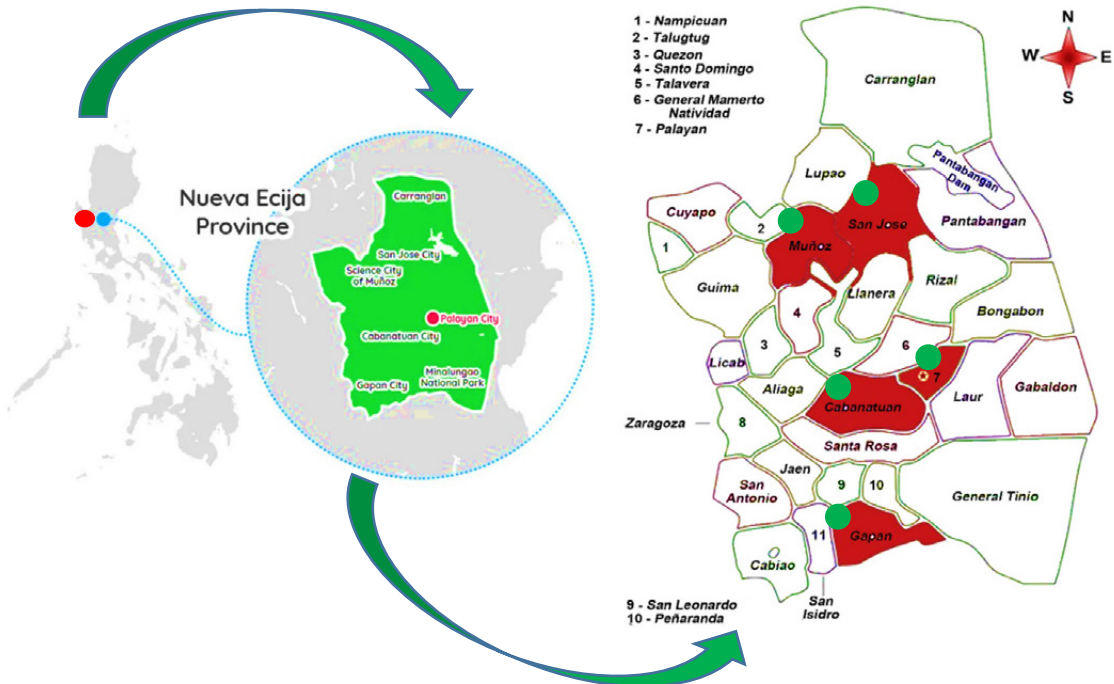 Nueva Ecija
Province
Carranglan
San Jose City
Science City
of Muñoz
Palayan City
Cabanatuan City
Gapan City
Minalungao
National Park
1 - Nampicuan
2 - Talugtug
3 - Quezon
4 - Santo Domingo
5 - Talavera
6 - General Mamerto
Natividad
7 - Palayan
N
W
E
S
Carranglan
Pantabangan
Dam
Lupao
Cuyapo
San Jose
Pantabangan
2
1
Muñoz
Guima
Llanera
Rizal
Bongabon
4
3
5
6
Licab
7
Aliaga
Cabanatuan
Laur
Gabaldon
Zaragoza
8
Santa Rosa
Jaen
San
Antonio
9
10
General Tinio
11
Gapan
Cabiao
San
Isidro
9 - San Leonardo
10 - Peñaranda